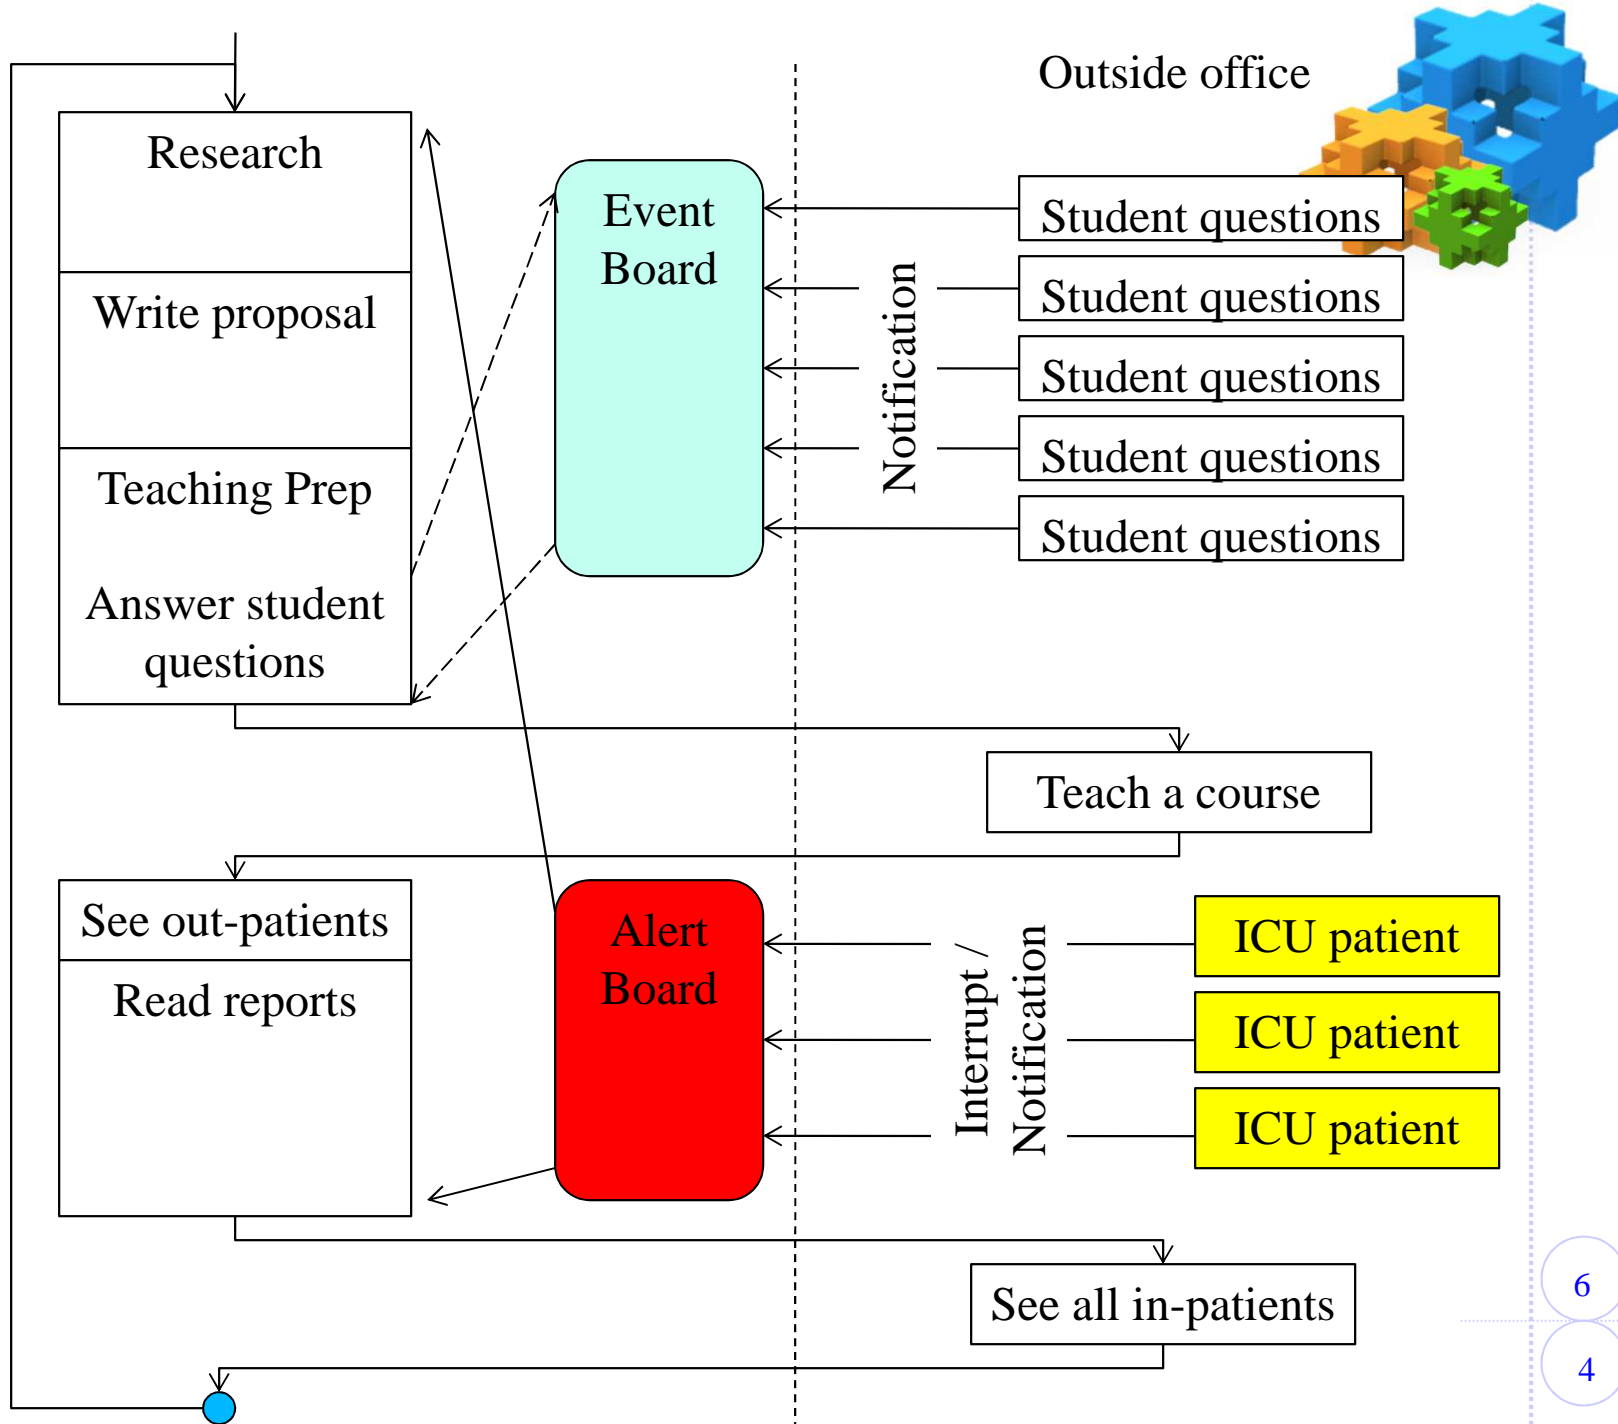 Outside office
Research
Event
Board
Student questions
Student questions
Student questions
Student questions
Student questions
Notification
Write proposal
Teaching Prep
Answer student
questions
Teach a course
See out-patients
Read reports
Alert
Board
Interrupt /
Notification
ICU patient
ICU patient
ICU patient
See all in-patients
6
4